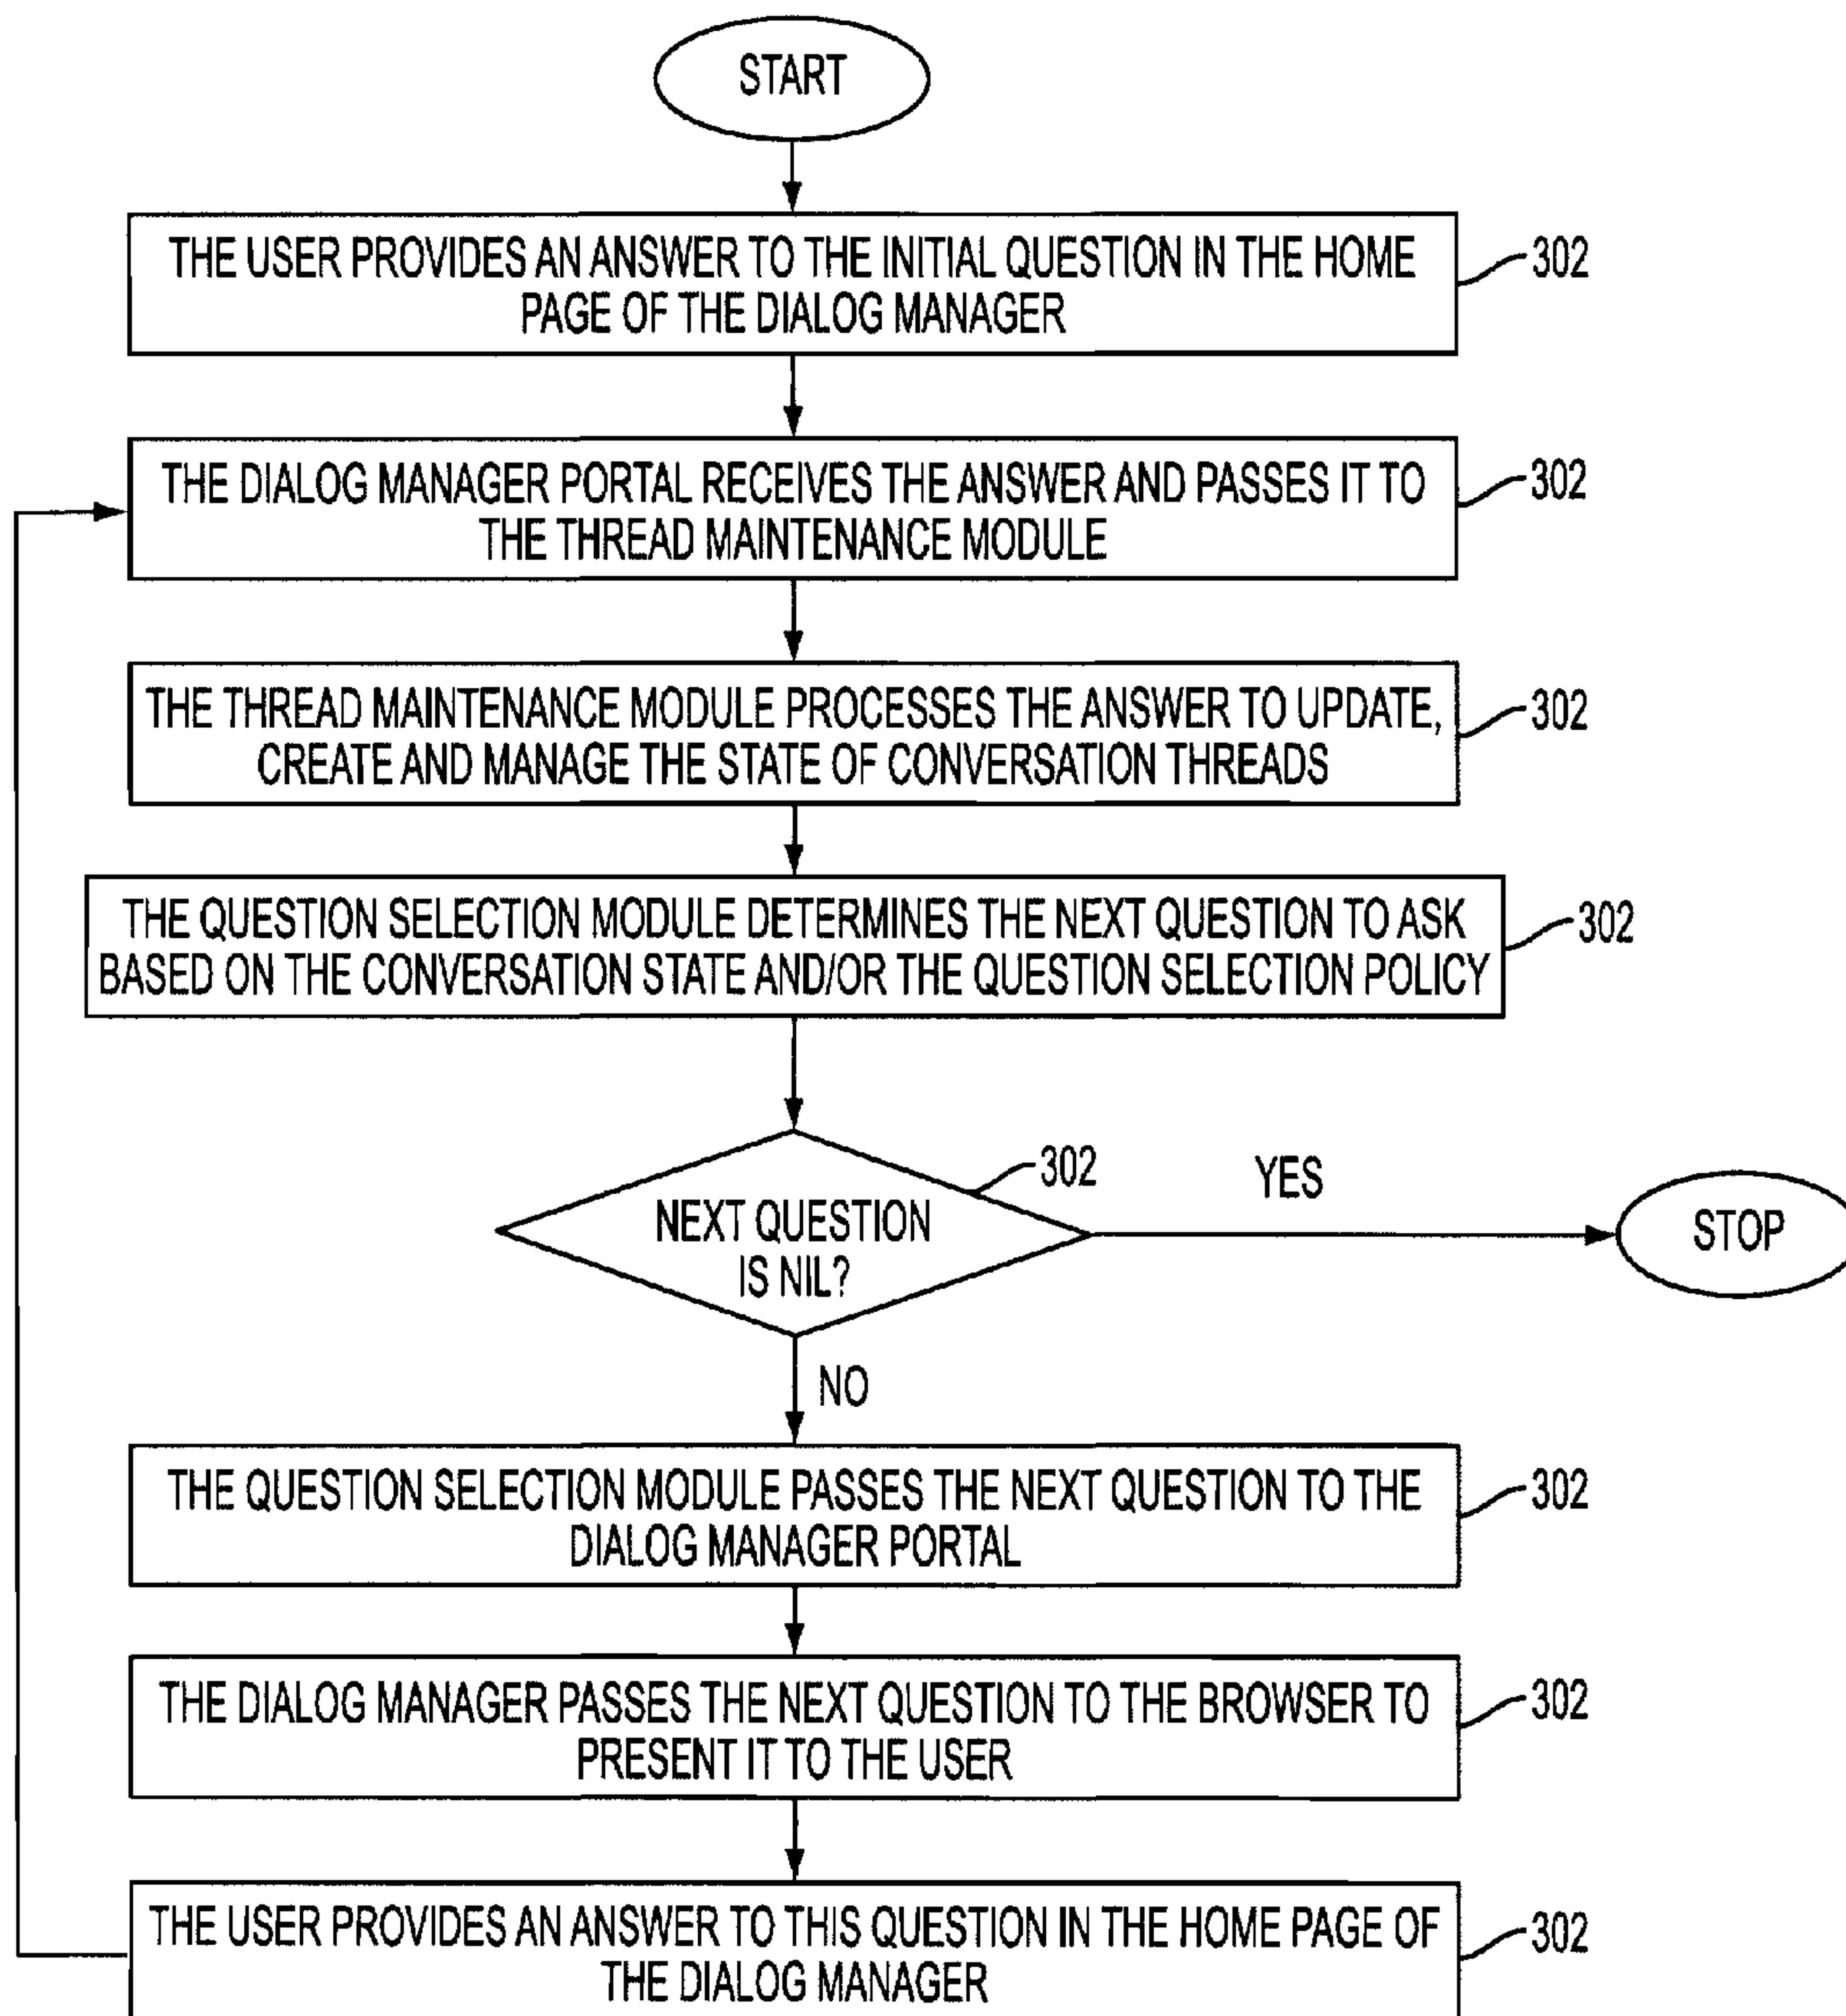 START
THE USER PROVIDES AN ANSWER TO THE INITIAL QUESTION IN THE HOME
PAGE OF THE DIALOG MANAGER
302
THE DIALOG MANAGER PORTAL RECEIVES THE ANSWER AND PASSES IT TO
THE THREAD MAINTENANCE MODULE
302
THE THREAD MAINTENANCE MODULE PROCESSES THE ANSWER TO UPDATE,
CREATE AND MANAGE THE STATE OF CONVERSATION THREADS
302
THE QUESTION SELECTION MODULE DETERMINES THE NEXT QUESTION TO ASK
BASED ON THE CONVERSATION STATE AND/OR THE QUESTION SELECTION POLICY
302
NEXT QUESTION
IS NIL?
302
YES
STOP
NO
THE QUESTION SELECTION MODULE PASSES THE NEXT QUESTION TO THE
DIALOG MANAGER PORTAL
302
THE DIALOG MANAGER PASSES THE NEXT QUESTION TO THE BROWSER TO
PRESENT IT TO THE USER
302
THE USER PROVIDES AN ANSWER TO THIS QUESTION IN THE HOME PAGE OF
THE DIALOG MANAGER
302